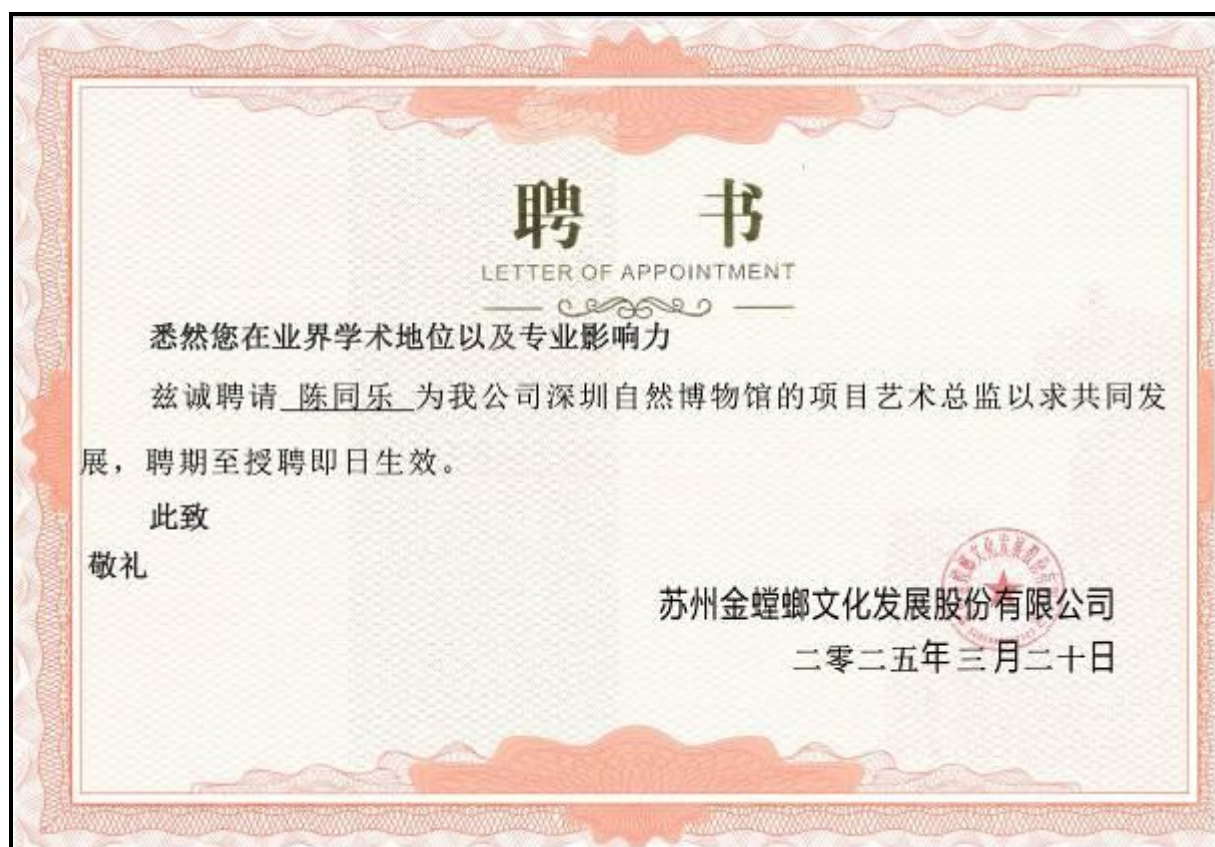 聘 书
LETTER OF APPOINTMENT
悉然您在业界学术地位以及专业影响力
兹诚聘请 陈同乐 为我公司深圳自然博物馆的项目艺术总监以求共同发
展，聘期至授聘即日生效。
此致
敬礼
苏州金螳螂文化发展股份有限公司
二零二五年三月二十日